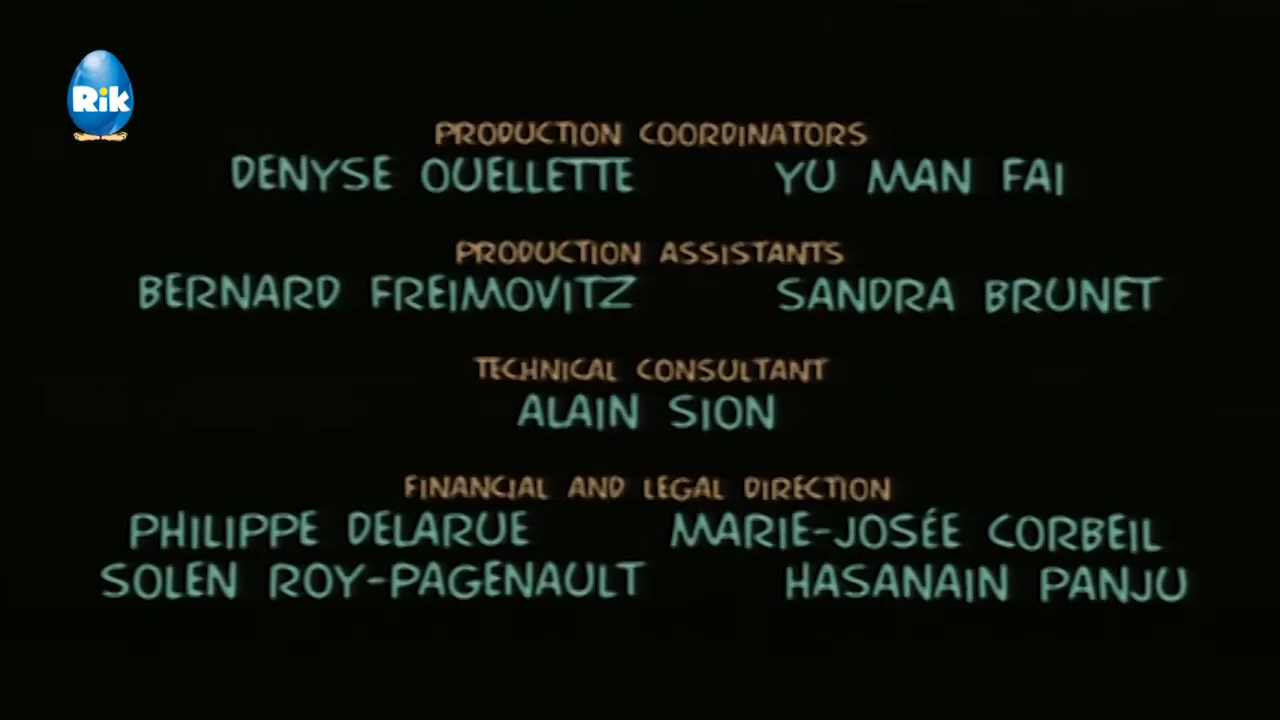 Rik
PRODUCTION COORDINATORS
DENYSE OUELLETTE YU MAN FAI
PRODUCTION ASSISTANTS
BERNARD FREIMOVITZ SANDRA BRUNET
TECHNICAL CONSULTANT
ALAIN SION
FINANCIAL AND LEGAL DIRECTION
PHILIPPE DELARUE MARIE-JOSÉE CORBEIL
SOLEN ROY-PAGENAULT HASANAIN PANJU